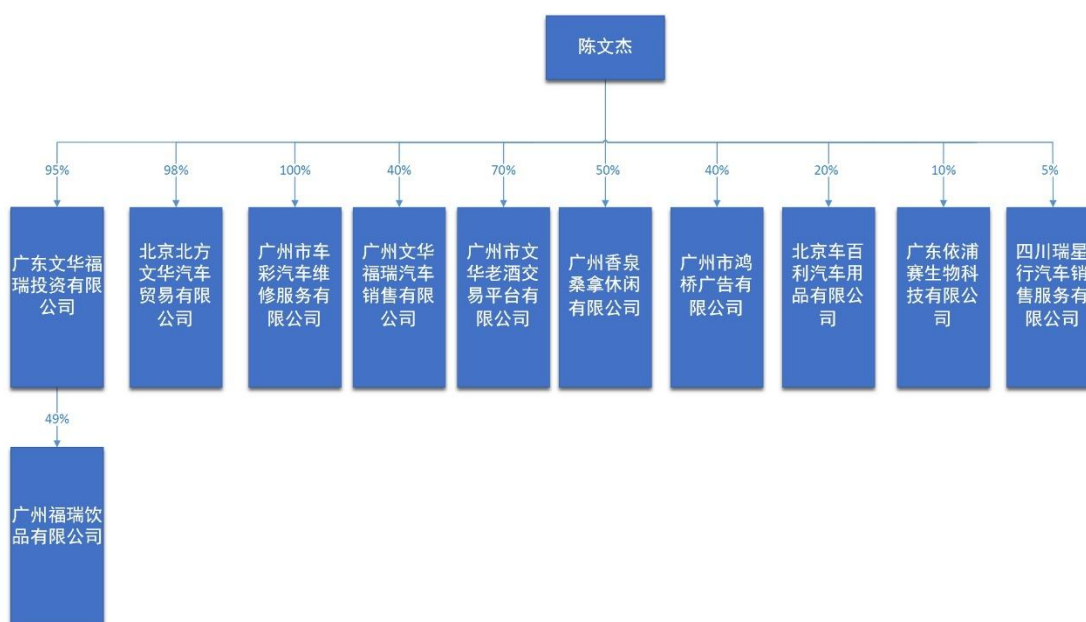 陈文杰
95%
98%
100%
40%
70%
50%
40%
20%
10%
5%
广东文华福
瑞投资有限
公司
北京北方
文华汽车
贸易有限
公司
广州市车
彩汽车维
修服务有
限公司
广州文华
福瑞汽车
销售有限
公司
广州市文
华老酒交
易平台有
限公司
广州香泉
桑拿休闲
有限公司
广州市鸿
桥广告有
限公司
北京车百
利汽车用
品有限公
司
广东依浦
赛生物科
技有限公
司
四川瑞星
行汽车销
售服务有
限公司
49%
广州福瑞饮
品有限公司